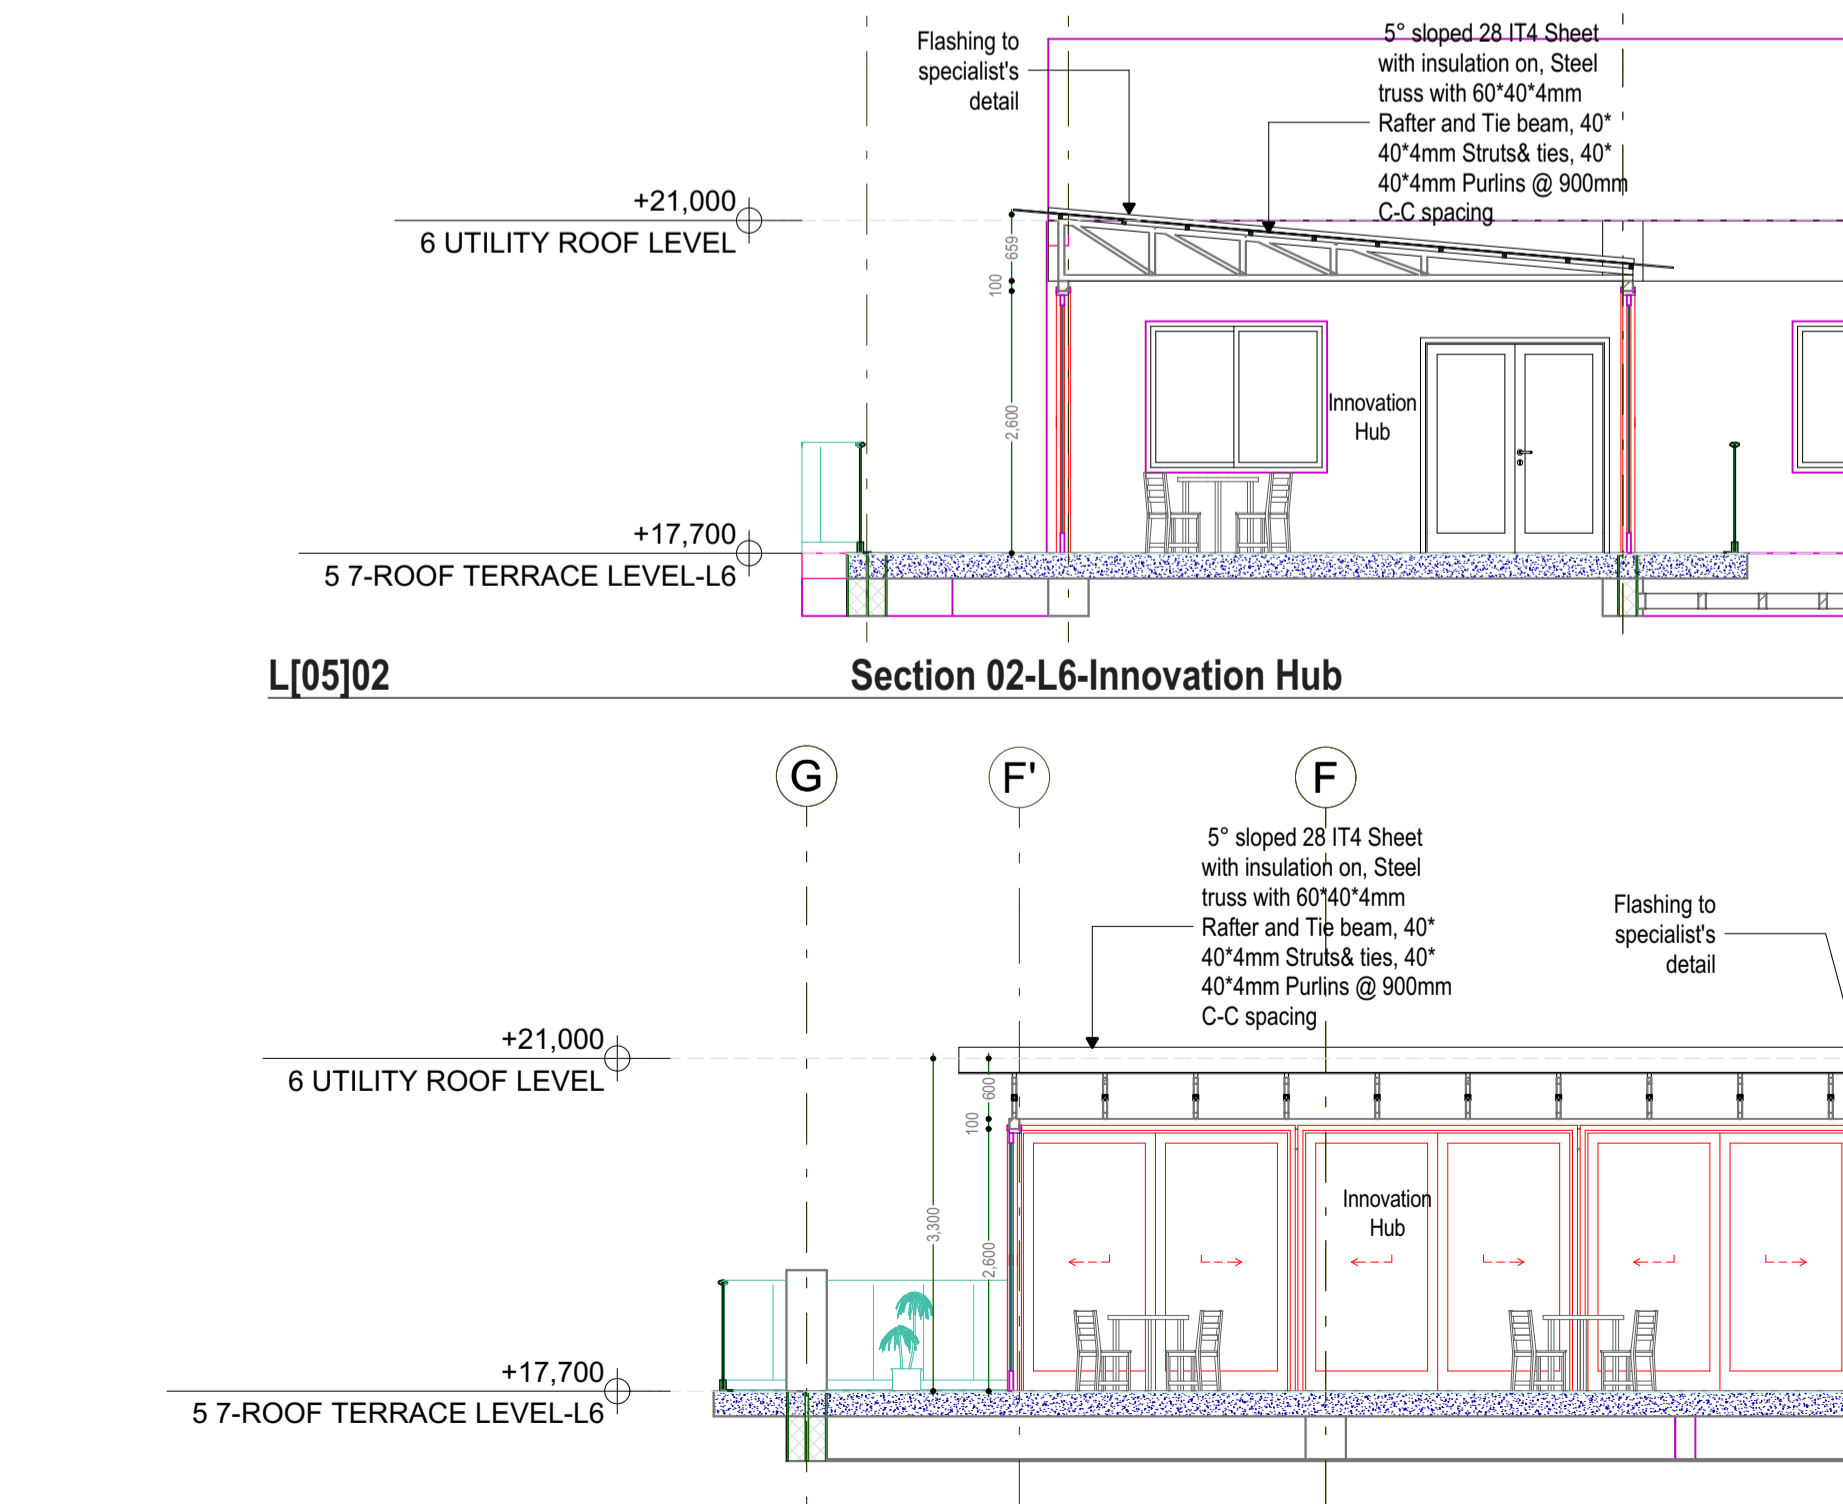 Flashing to
specialist's
detail
5° sloped 28 IT4 Sheet
with insulation on, Steel
truss with 60*40*4mm
Rafter and Tie beam, 40*
40*4mm Struts& ties, 40*
40*4mm Purlins @ 900mm
C-C spacing
+21,000
6 UTILITY ROOF LEVEL
659
100
2,600
Innovation
Hub
+17,700
5 7-ROOF TERRACE LEVEL-L6
L[05]02
Section 02-L6-Innovation Hub
G
F'
F
5° sloped 28 IT4 Sheet
with insulation on, Steel
truss with 60*40*4mm
Rafter and Tie beam, 40*
40*4mm Struts& ties, 40*
40*4mm Purlins @ 900mm
C-C spacing
Flashing to
specialist's
detail
+21,000
6 UTILITY ROOF LEVEL
600
100
3,300
2,600
Innovation
Hub
+17,700
5 7-ROOF TERRACE LEVEL-L6